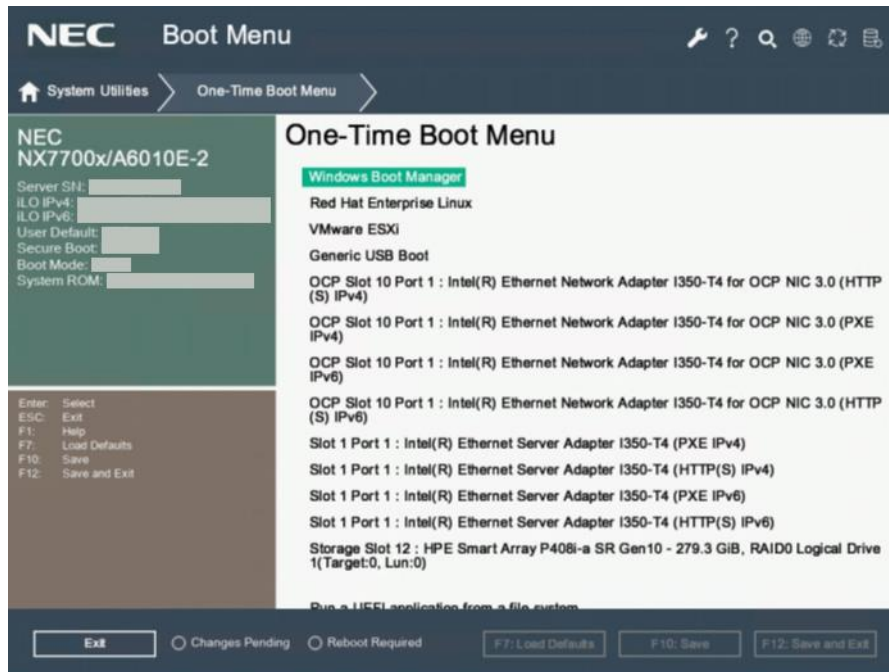 NEC Boot Menu
System Utilities One-Time Boot Menu
NEC
NX7700x/A6010E-2
Server SN:
iLO IPv4:
iLO IPv6:
User Default:
Secure Boot:
Boot Mode:
System ROM:
Enter: Select
ESC: Exit
F1: Help
F7: Load Defaults
F10: Save
F12: Save and Exit
One-Time Boot Menu
Windows Boot Manager
Red Hat Enterprise Linux
VMware ESXi
Generic USB Boot
OCP Slot 10 Port 1 : Intel(R) Ethernet Network Adapter I350-T4 for OCP NIC 3.0 (HTTP
(S) IPv4)
OCP Slot 10 Port 1 : Intel(R) Ethernet Network Adapter I350-T4 for OCP NIC 3.0 (PXE
IPv4)
OCP Slot 10 Port 1 : Intel(R) Ethernet Network Adapter I350-T4 for OCP NIC 3.0 (PXE
IPv6)
OCP Slot 10 Port 1 : Intel(R) Ethernet Network Adapter I350-T4 for OCP NIC 3.0 (HTTP
(S) IPv6)
Slot 1 Port 1 : Intel(R) Ethernet Server Adapter I350-T4 (PXE IPv4)
Slot 1 Port 1 : Intel(R) Ethernet Server Adapter I350-T4 (HTTP(S) IPv4)
Slot 1 Port 1 : Intel(R) Ethernet Server Adapter I350-T4 (PXE IPv6)
Slot 1 Port 1 : Intel(R) Ethernet Server Adapter I350-T4 (HTTP(S) IPv6)
Storage Slot 12 : HPE Smart Array P408i-a SR Gen10 - 279.3 GiB, RAID0 Logical Drive
1(Target:0, Lun:0)
Run a UEFI application from a file system
Exit Changes Pending Reboot Required F7: Load Defaults F10: Save F12: Save and Exit